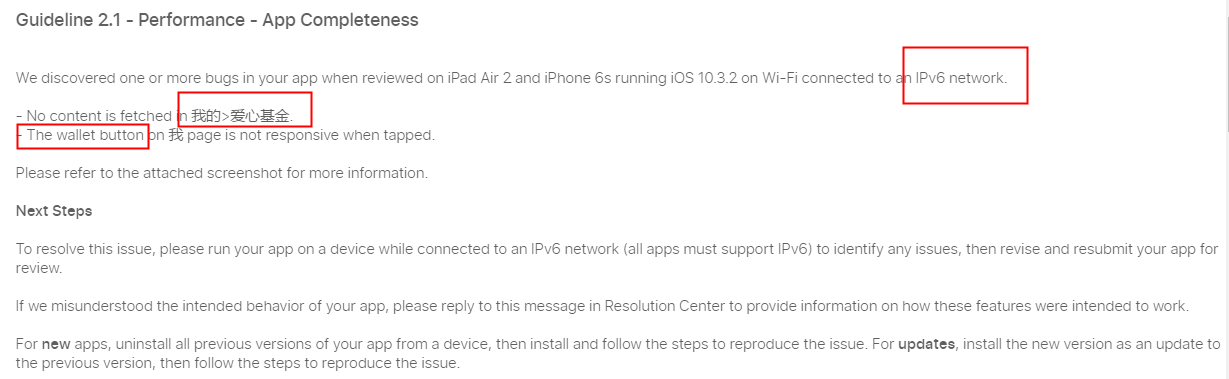 Guideline 2.1 - Performance - App Completeness
We discovered one or more bugs in your app when reviewed on iPad Air 2 and iPhone 6s running iOS 10.3.2 on Wi-Fi connected to an IPv6 network.
- No content is fetched in 我的>爱心基金.
- The wallet button on 我 page is not responsive when tapped.
Please refer to the attached screenshot for more information.
Next Steps
To resolve this issue, please run your app on a device while connected to an IPv6 network (all apps must support IPv6) to identify any issues, then revise and resubmit your app for
review.
If we misunderstood the intended behavior of your app, please reply to this message in Resolution Center to provide information on how these features were intended to work.
For new apps, uninstall all previous versions of your app from a device, then install and follow the steps to reproduce the issue. For updates, install the new version as an update to
the previous version, then follow the steps to reproduce the issue.